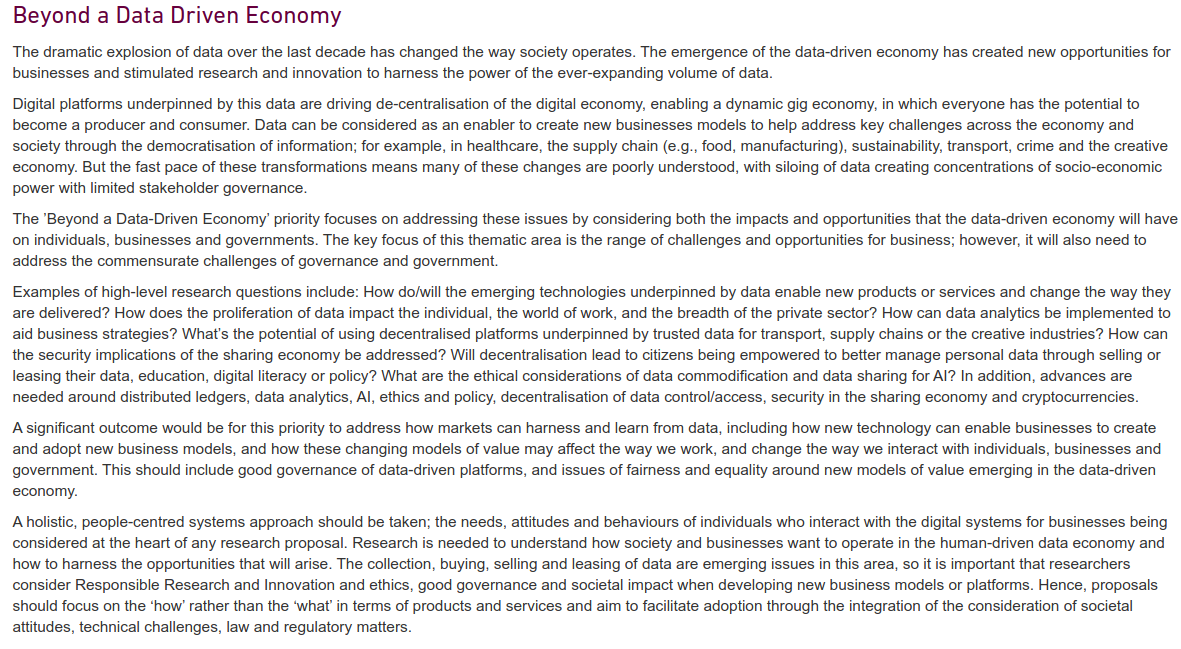 Beyond a Data Driven Economy
The dramatic explosion of data over the last decade has changed the way society operates. The emergence of the data-driven economy has created new opportunities for
businesses and stimulated research and innovation to harness the power of the ever-expanding volume of data.
Digital platforms underpinned by this data are driving de-centralisation of the digital economy, enabling a dynamic gig economy, in which everyone has the potential to
become a producer and consumer. Data can be considered as an enabler to create new businesses models to help address key challenges across the economy and
society through the democratisation of information; for example, in healthcare, the supply chain (e.g., food, manufacturing), sustainability, transport, crime and the creative
economy. But the fast pace of these transformations means many of these changes are poorly understood, with siloing of data creating concentrations of socio-economic
power with limited stakeholder governance.
The 'Beyond a Data-Driven Economy' priority focuses on addressing these issues by considering both the impacts and opportunities that the data-driven economy will have
on individuals, businesses and governments. The key focus of this thematic area is the range of challenges and opportunities for business; however, it will also need to
address the commensurate challenges of governance and government.
Examples of high-level research questions include: How do/will the emerging technologies underpinned by data enable new products or services and change the way they
are delivered? How does the proliferation of data impact the individual, the world of work, and the breadth of the private sector? How can data analytics be implemented to
aid business strategies? What's the potential of using decentralised platforms underpinned by trusted data for transport, supply chains or the creative industries? How can
the security implications of the sharing economy be addressed? Will decentralisation lead to citizens being empowered to better manage personal data through selling or
leasing their data, education, digital literacy or policy? What are the ethical considerations of data commodification and data sharing for AI? In addition, advances are
needed around distributed ledgers, data analytics, AI, ethics and policy, decentralisation of data control/access, security in the sharing economy and cryptocurrencies.
A significant outcome would be for this priority to address how markets can harness and learn from data, including how new technology can enable businesses to create
and adopt new business models, and how these changing models of value may affect the way we work, and change the way we interact with individuals, businesses and
government. This should include good governance of data-driven platforms, and issues of fairness and equality around new models of value emerging in the data-driven
economy.
A holistic, people-centred systems approach should be taken; the needs, attitudes and behaviours of individuals who interact with the digital systems for businesses being
considered at the heart of any research proposal. Research is needed to understand how society and businesses want to operate in the human-driven data economy and
how to harness the opportunities that will arise. The collection, buying, selling and leasing of data are emerging issues in this area, so it is important that researchers
consider Responsible Research and Innovation and ethics, good governance and societal impact when developing new business models or platforms. Hence, proposals
should focus on the ‘how’ rather than the ‘what’ in terms of products and services and aim to facilitate adoption through the integration of the consideration of societal
attitudes, technical challenges, law and regulatory matters.